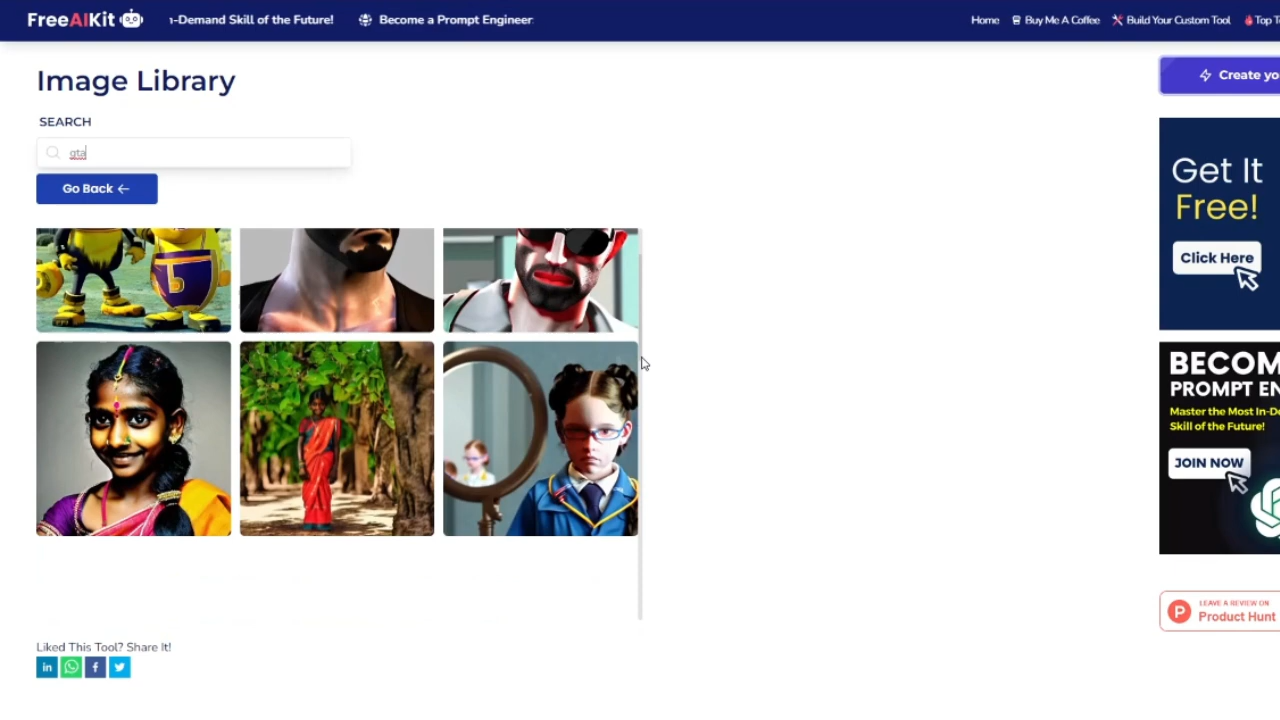 FreeAIKit
-Demand Skill of the Future!
Become a Prompt Engineer
Home
Buy Me A Coffee
Build Your Custom Tool
Top T
Image Library
SEARCH
gta
Go Back ←
Create yo
Get It
Free!
Click Here
BECOM
PROMPT EN
Master the Most In-De
Skill of the Future!
JOIN NOW
P
LEAVE A REVIEW ON
Product Hunt
Liked This Tool? Share It!
in
f